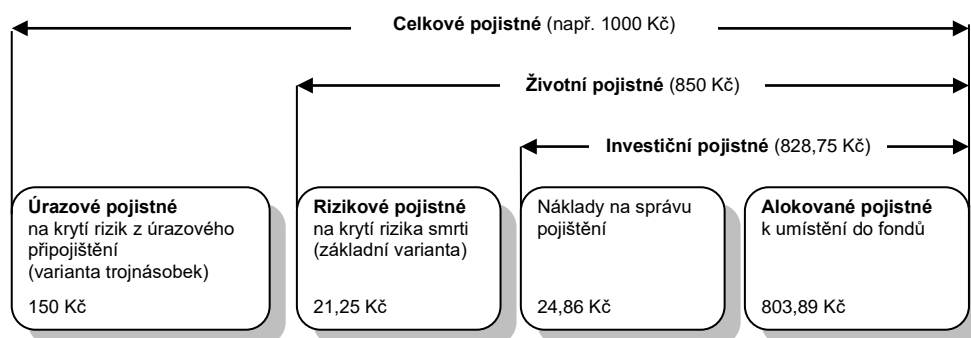 Celkové pojistné (např. 1000 Kč)
Životní pojistné (850 Kč)
Investiční pojistné (828,75 Kč)
Úrazové pojistné
na krytí rizik z úrazového
připojištění
(varianta trojnásobek)
150 Kč
Rizikové pojistné
na krytí rizika smrti
(základní varianta)
21,25 Kč
Náklady na správu
pojištění
24,86 Kč
Alokované pojistné
k umístění do fondů
803,89 Kč